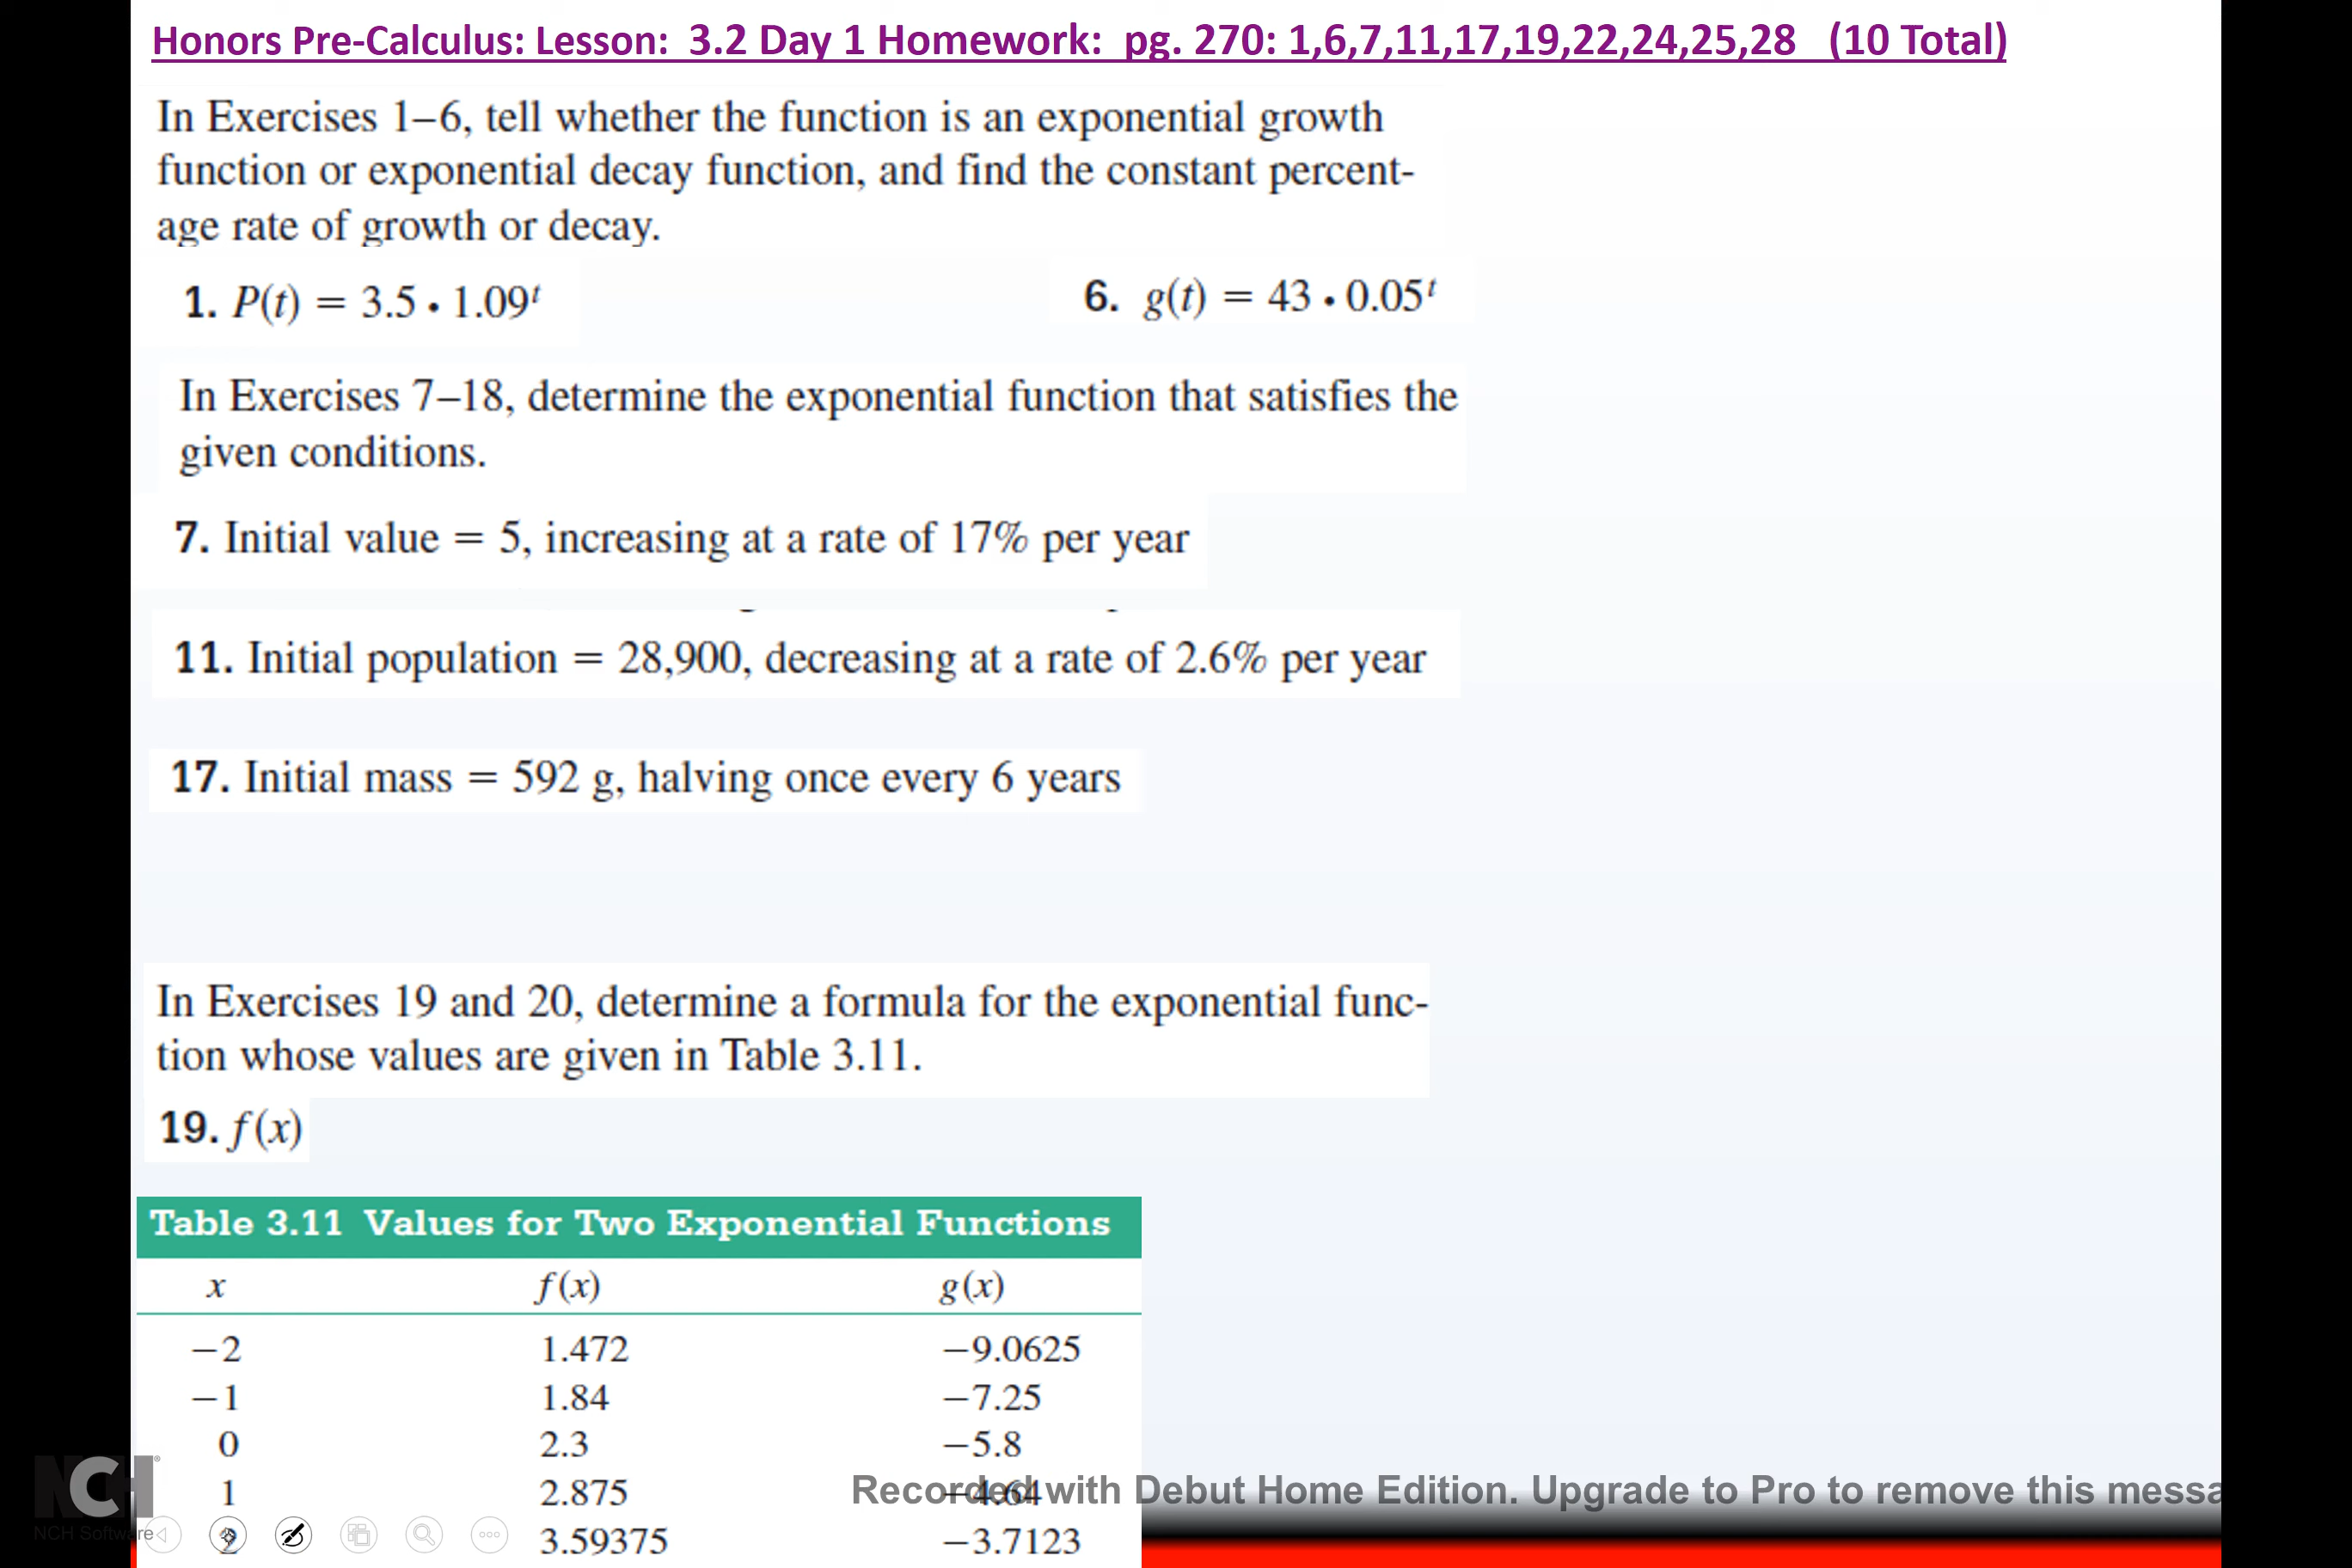 Honors Pre-Calculus: Lesson: 3.2 Day 1 Homework: pg. 270: 1,6,7,11,17,19,22,24,25,28 (10 Total)
In Exercises 1–6, tell whether the function is an exponential growth
function or exponential decay function, and find the constant percent-
age rate of growth or decay.
1. P(t) = 3.5 • 1.09ᵗ 6. g(t) = 43 • 0.05ᵗ
In Exercises 7–18, determine the exponential function that satisfies the
given conditions.
7. Initial value = 5, increasing at a rate of 17% per year
11. Initial population = 28,900, decreasing at a rate of 2.6% per year
17. Initial mass = 592 g, halving once every 6 years
In Exercises 19 and 20, determine a formula for the exponential func-
tion whose values are given in Table 3.11.
19. f(x)
Table 3.11 Values for Two Exponential Functions
x f(x) g(x)
−2 1.472 −9.0625
−1 1.84 −7.25
0 2.3 −5.8
1 2.875 −4.64
2 3.59375 −3.7123
Recorded with Debut Home Edition. Upgrade to Pro to remove this messa
NCH
NCH Software